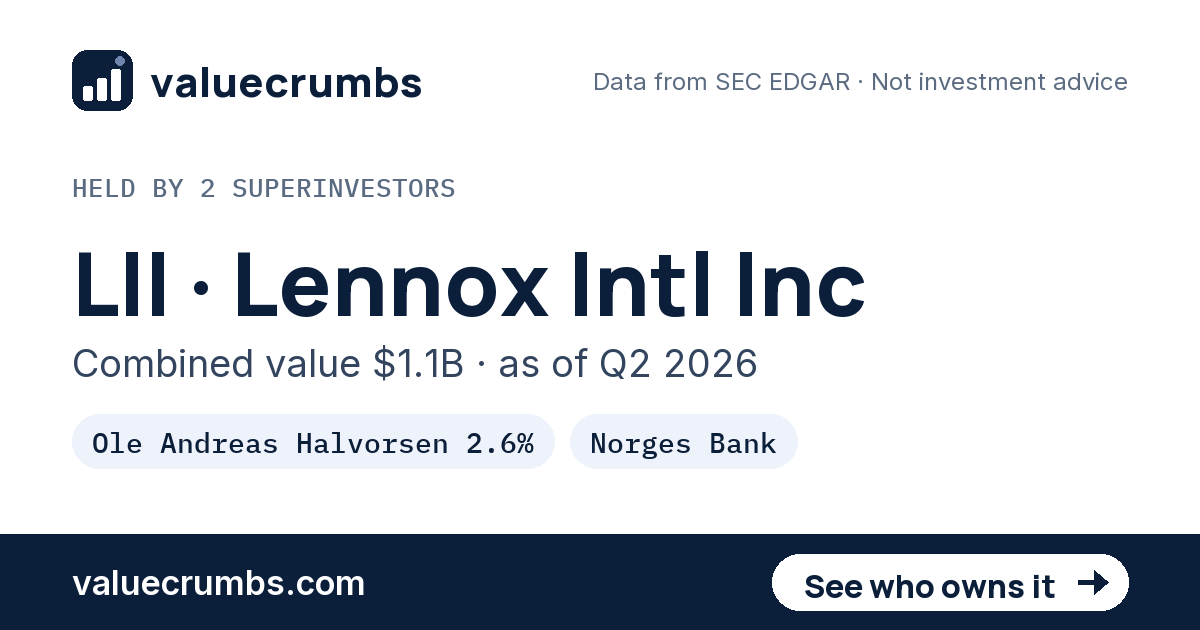 valuecrumbs
Data from SEC EDGAR · Not investment advice
HELD BY 2 SUPERINVESTORS
LII · Lennox Intl Inc
Combined value $1.1B · as of Q2 2026
Ole Andreas Halvorsen 2.6%
Norges Bank
valuecrumbs.com
See who owns it →